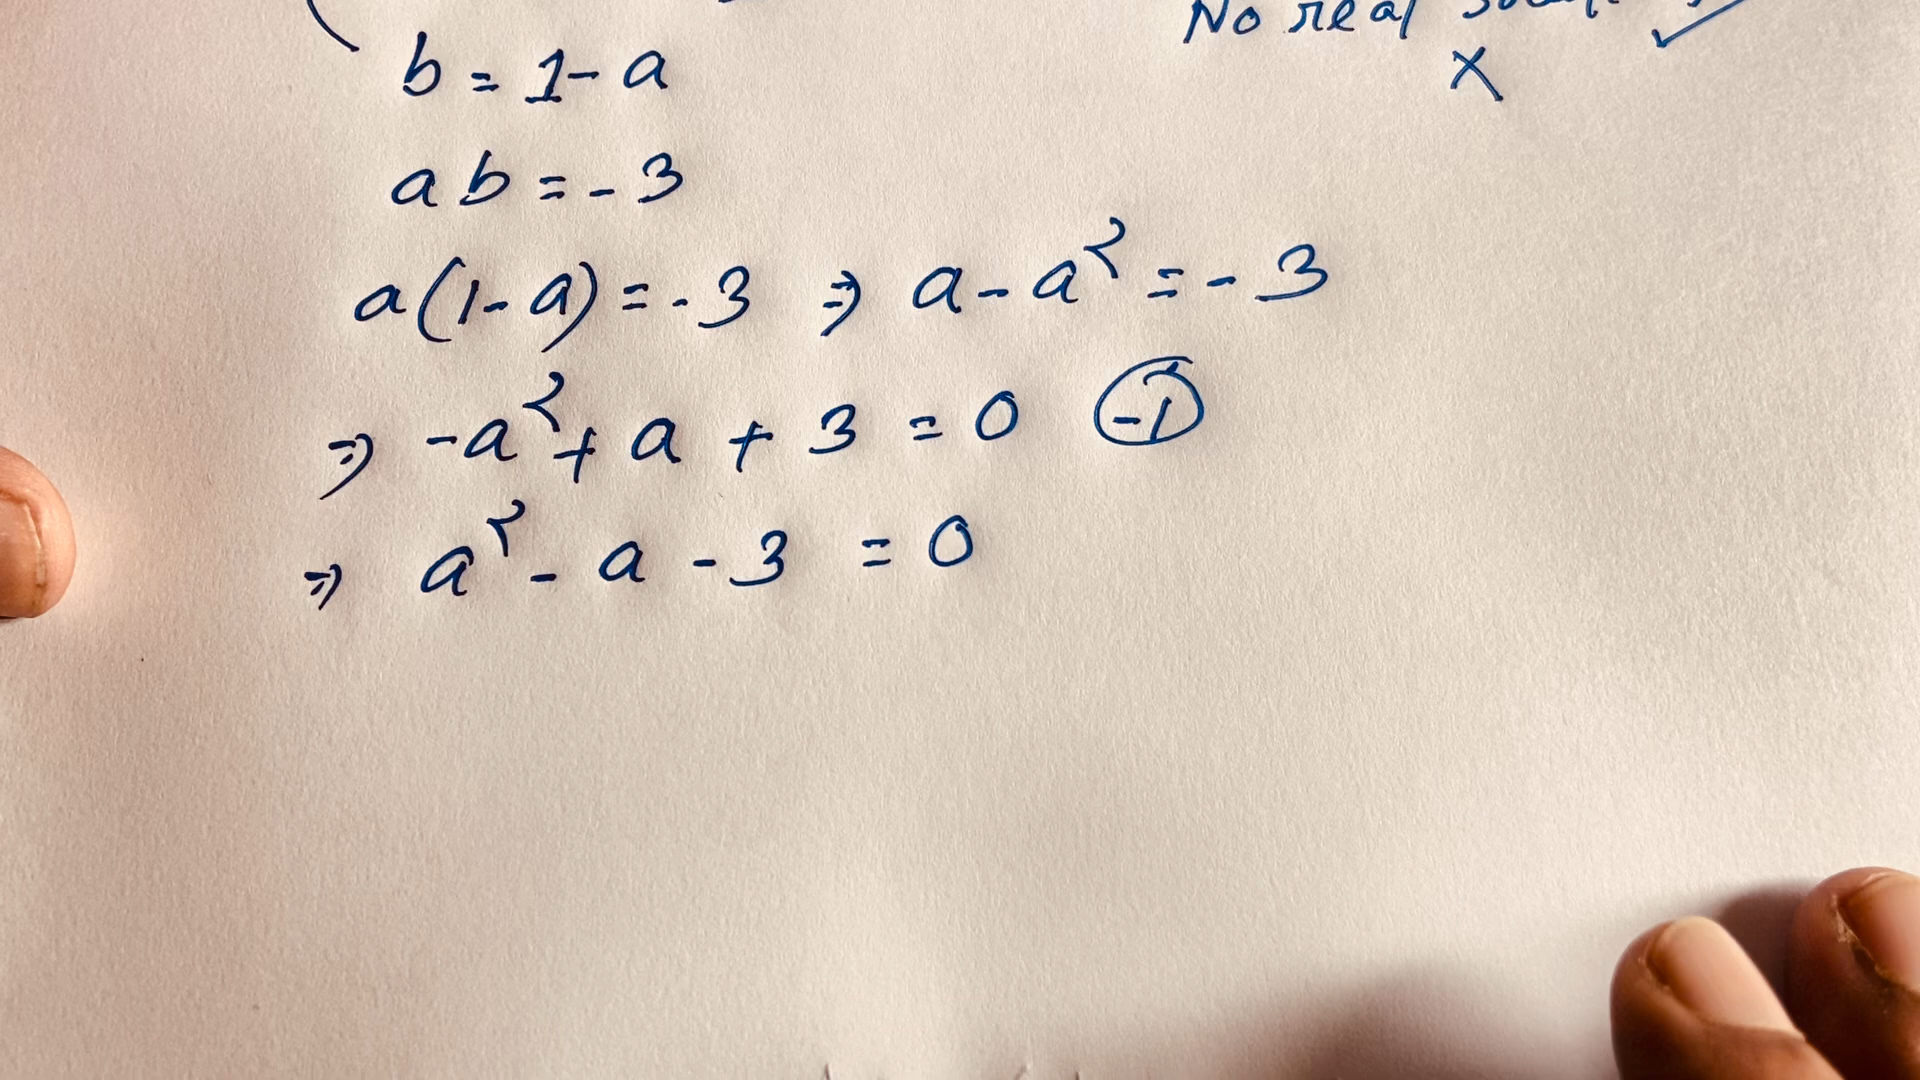 No real
b = 1 - a
X
ab = - 3
a(1 - a) = - 3 ⇒ a - a² = - 3
⇒ - a² + a + 3 = 0 (-1)
⇒ a² - a - 3 = 0